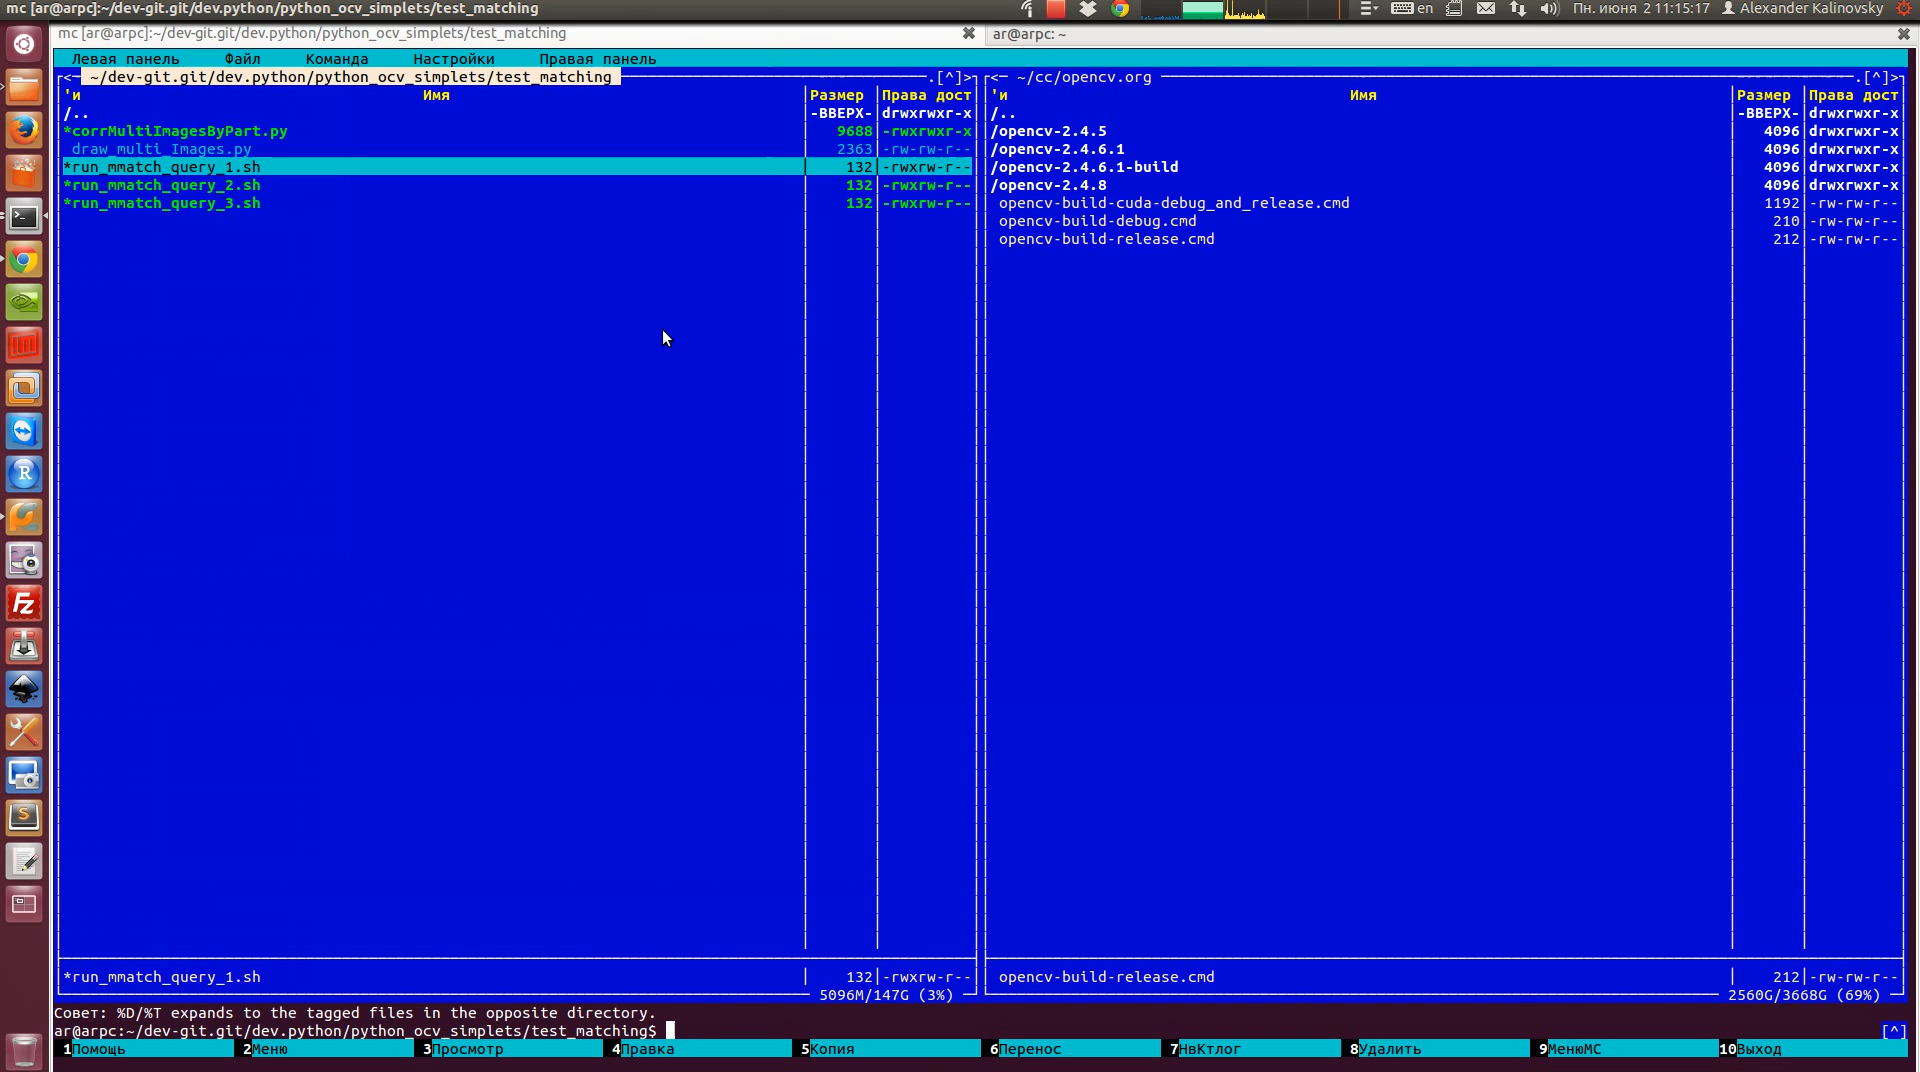 mc [ar@arpc]:~/dev-git.git/dev.python/python_ocv_simplets/test_matching
en
Пн. июня  2 11:15:17
Alexander Kalinovsky
mc [ar@arpc]:~/dev-git.git/dev.python/python_ocv_simplets/test_matching
ar@arpc: ~
Левая панель Файл Команда Настройки Правая панель
<─ ~/dev-git.git/dev.python/python_ocv_simplets/test_matching .[^]>
'и Имя Размер Права дост
/.. -ВВЕРХ- drwxrwxr-x
*corrMultiImagesByPart.py 9688 -rwxrwxr-x
draw_multi_Images.py 2363 -rw-rw-r--
*run_mmatch_query_1.sh 132 -rwxrw-r--
*run_mmatch_query_2.sh 132 -rwxrw-r--
*run_mmatch_query_3.sh 132 -rwxrw-r--
*run_mmatch_query_1.sh 132 -rwxrw-r--
5096M/147G (3%)
<─ ~/cc/opencv.org .[^]>
'и Имя Размер Права дост
/.. -ВВЕРХ- drwxrwxr-x
/opencv-2.4.5 4096 drwxrwxr-x
/opencv-2.4.6.1 4096 drwxrwxr-x
/opencv-2.4.6.1-build 4096 drwxrwxr-x
/opencv-2.4.8 4096 drwxrwxr-x
opencv-build-cuda-debug_and_release.cmd 1192 -rw-rw-r--
opencv-build-debug.cmd 210 -rw-rw-r--
opencv-build-release.cmd 212 -rw-rw-r--
opencv-build-release.cmd 212 -rw-rw-r--
2560G/3668G (69%)
Совет: %D/%T expands to the tagged files in the opposite directory.
ar@arpc:~/dev-git.git/dev.python/python_ocv_simplets/test_matching$ [^]
1Помощь 2Меню 3Просмотр 4Правка 5Копия 6Перенос 7НвКтлог 8Удалить 9МенюМС 10Выход